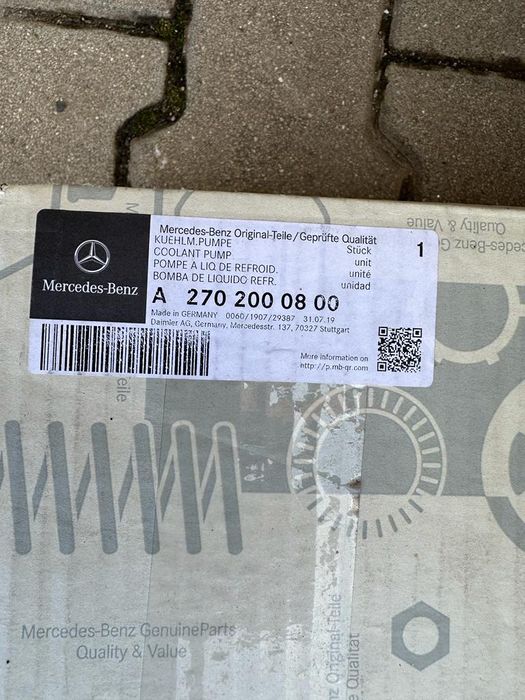 Quality & Value
Mercedes-Benz Original-Teile/Geprüfte Qualität
KUEHLM.PUMPE Stück 1
COOLANT PUMP unit
POMPE A LIQ DE REFROID. unité
BOMBA DE LIQUIDO REFR. unidad
Mercedes-Benz
A 270 200 08 00
Made in GERMANY 0060/1907/29387 31.07.19
Daimler AG, Germany, Mercedesstr. 137, 70327 Stuttgart
More information on
http://p.mb-qr.com
Mercedes-Benz GenuineParts
Quality & Value